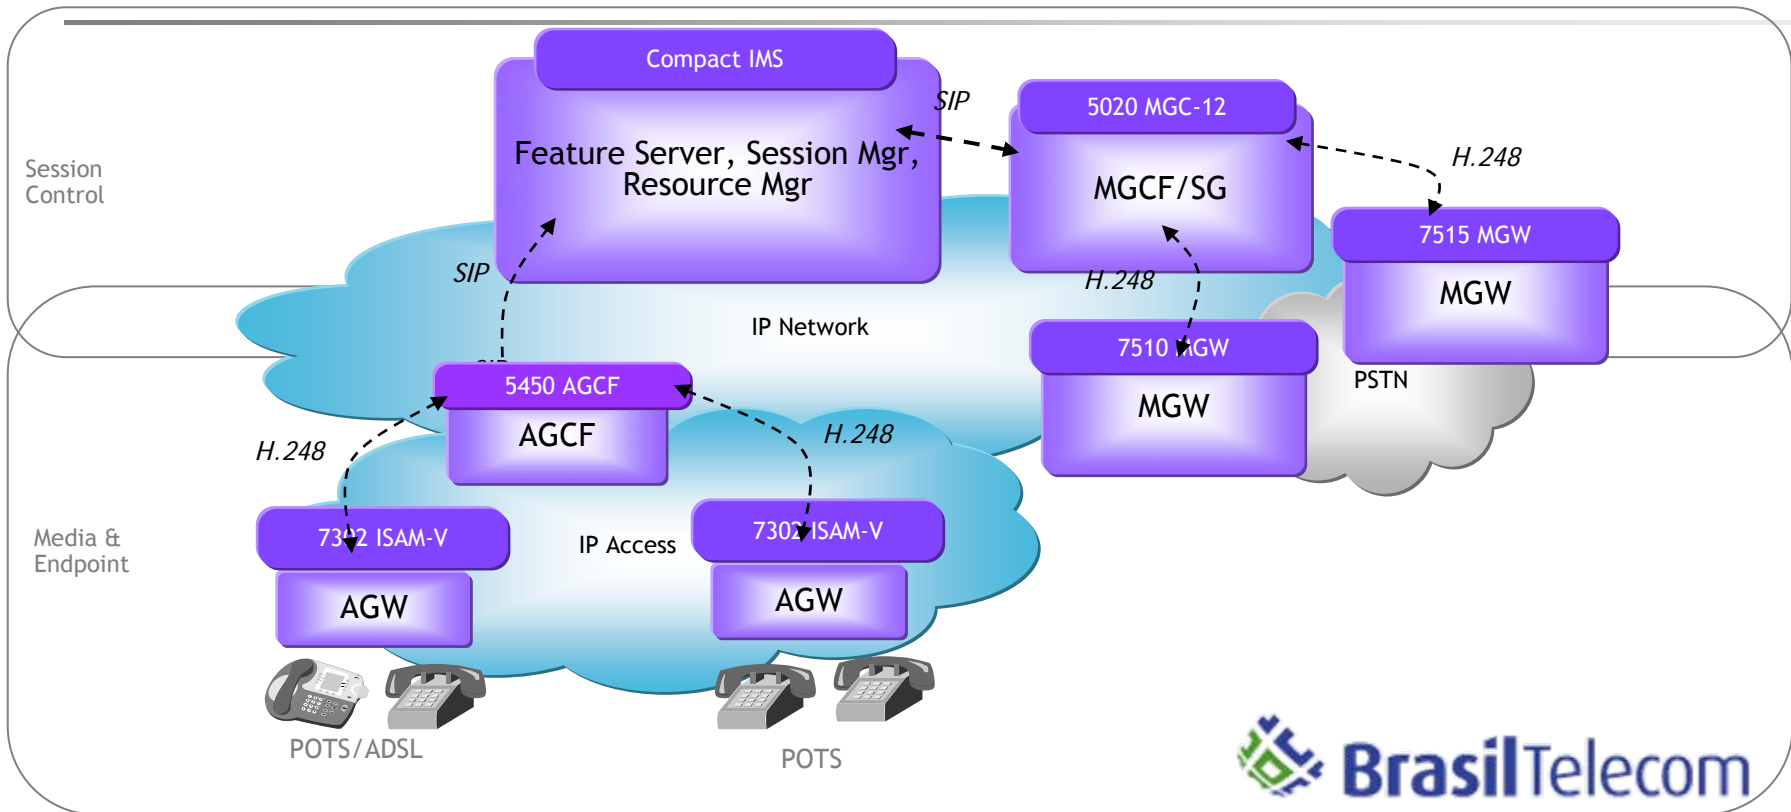 Compact IMS
SIP
5020 MGC-12
Feature Server, Session Mgr,
Resource Mgr
H.248
Session
Control
MGCF/SG
7515 MGW
SIP
H.248
MGW
IP Network
7510 MGW
SIP
5450 AGCF
PSTN
MGW
AGCF
H.248
H.248
7302 ISAM-V
7302 ISAM-V
Media &
Endpoint
IP Access
AGW
AGW
POTS/ADSL
POTS
BrasilTelecom